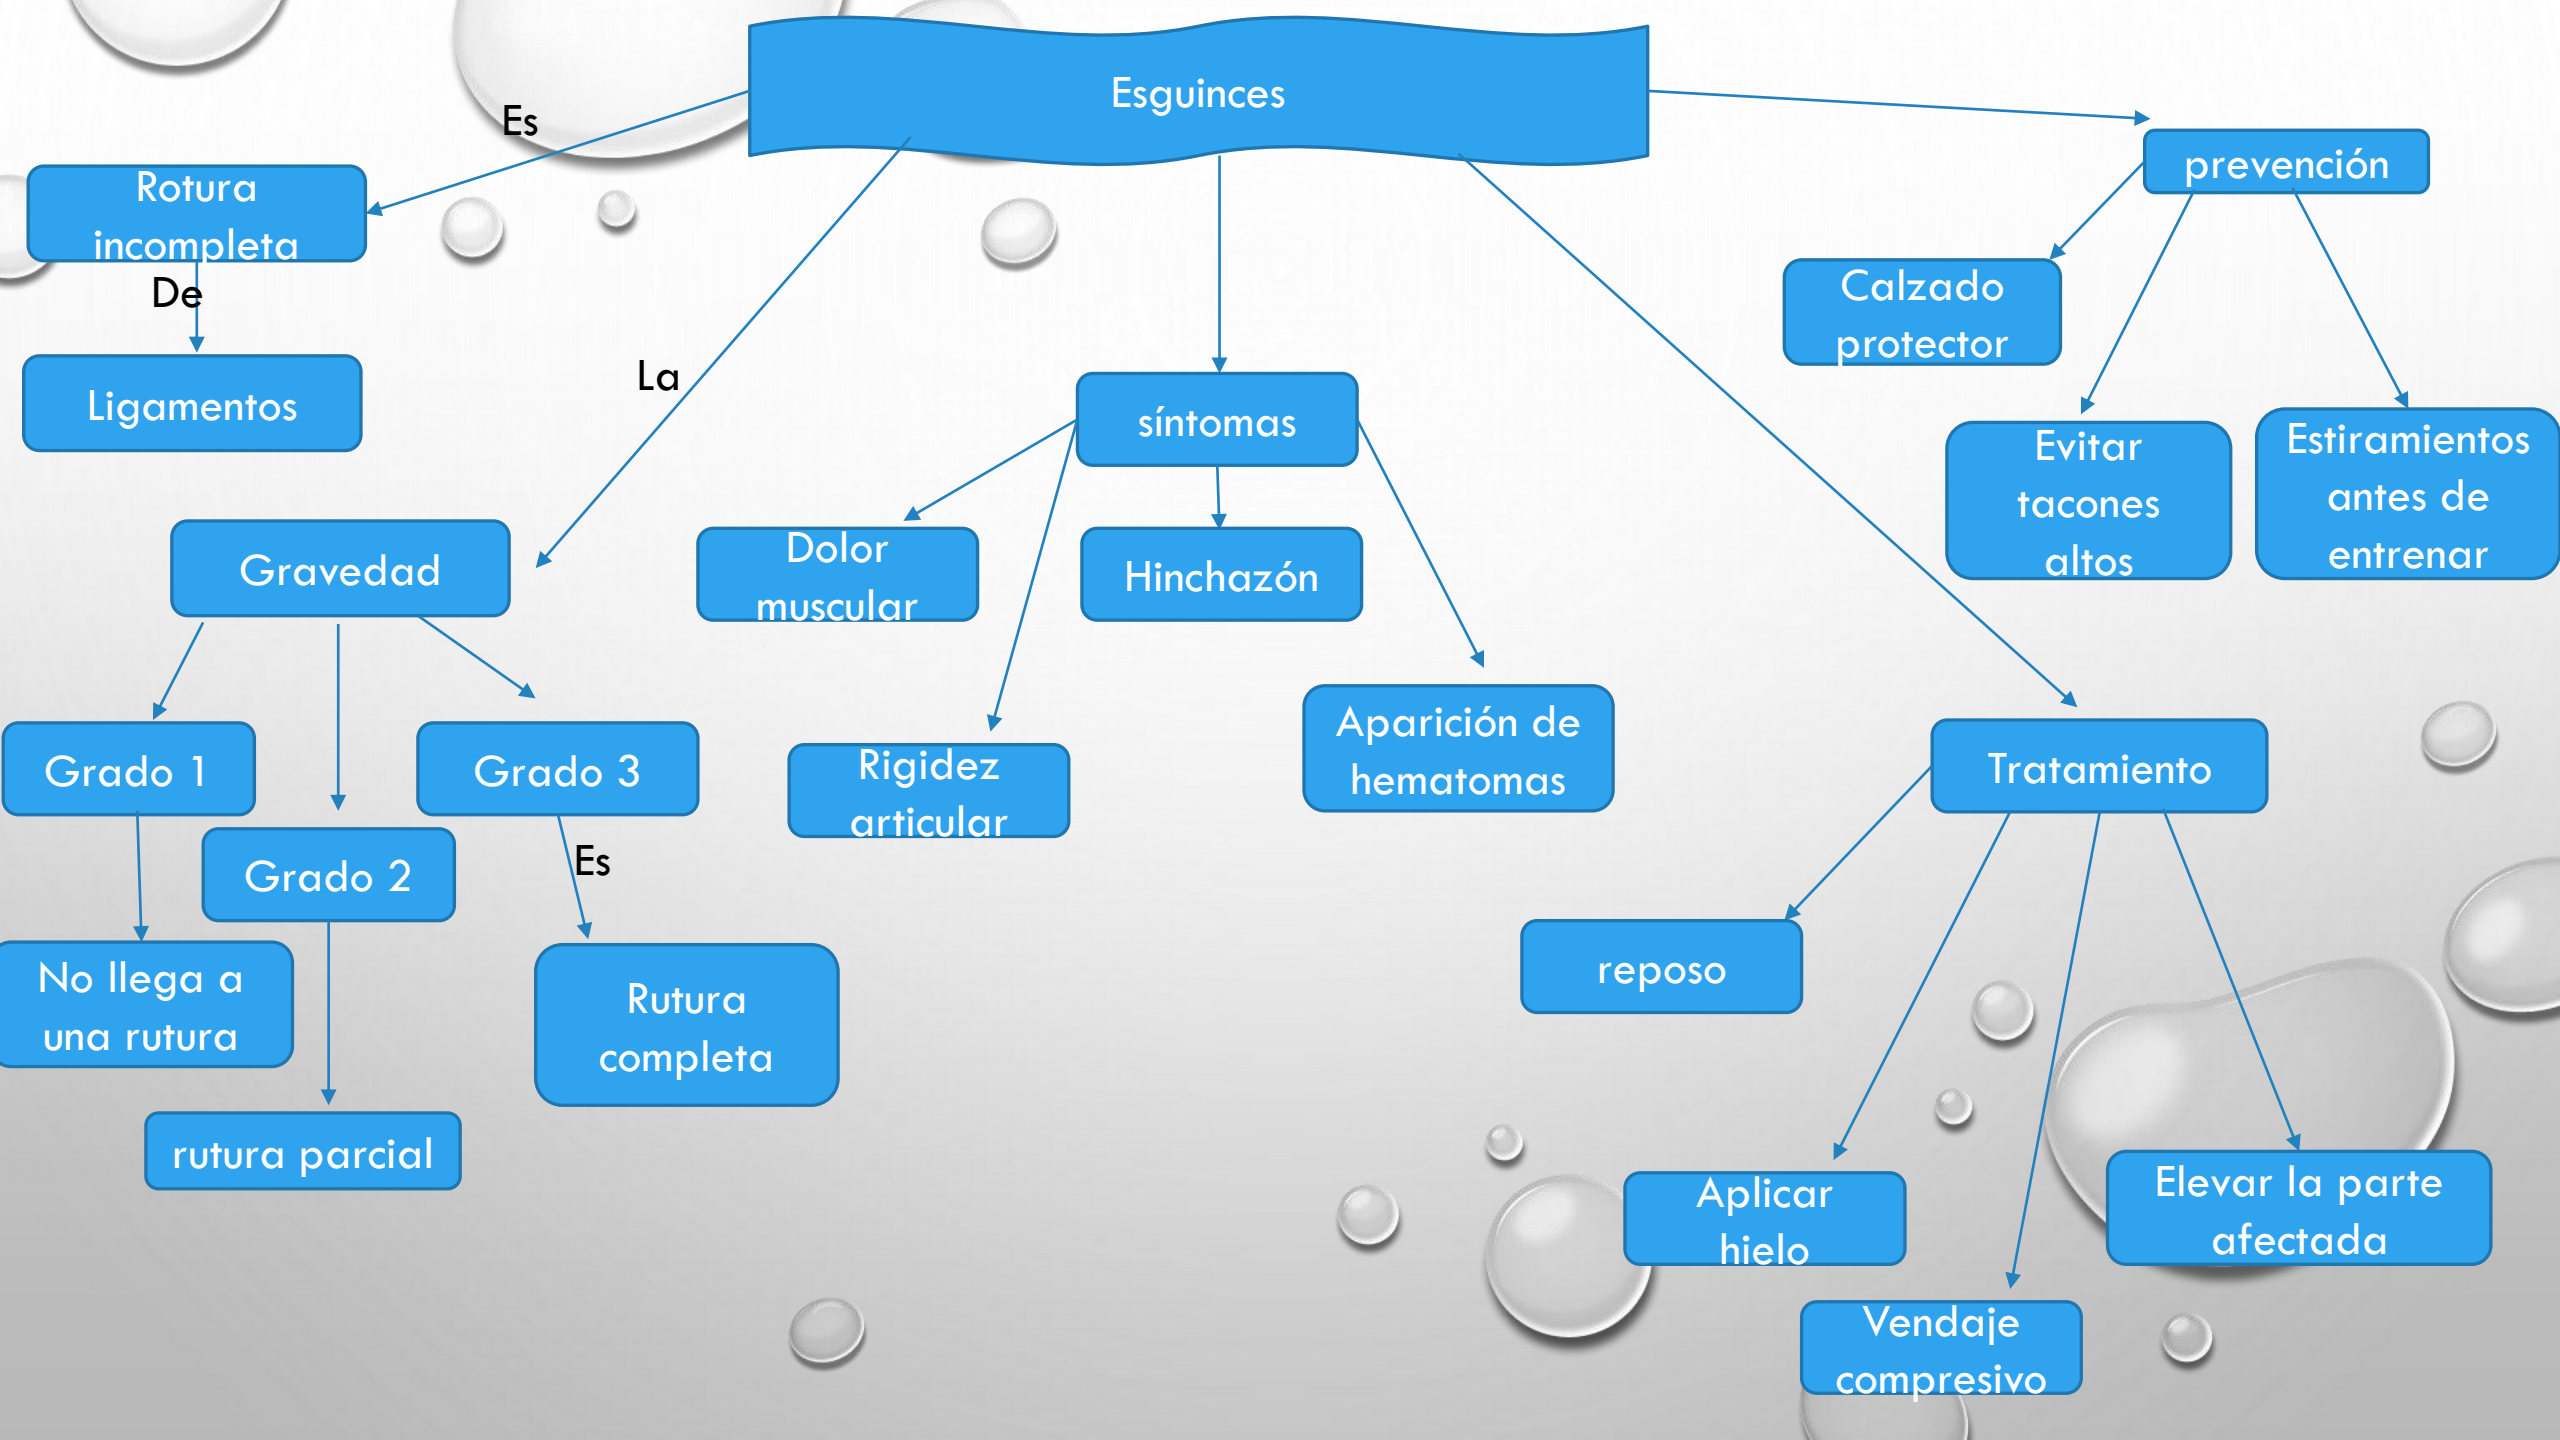 Esguinces
Es
prevención
Rotura
incompleta
De
Ligamentos
Calzado
protector
La
síntomas
Evitar
tacones
altos
Estiramientos
antes de
entrenar
Gravedad
Dolor
muscular
Hinchazón
Rigidez
articular
Aparición de
hematomas
Grado 1
Grado 2
Grado 3
Es
No llega a
una rutura
Rutura
completa
rutura parcial
Tratamiento
reposo
Aplicar
hielo
Elevar la parte
afectada
Vendaje
compresivo